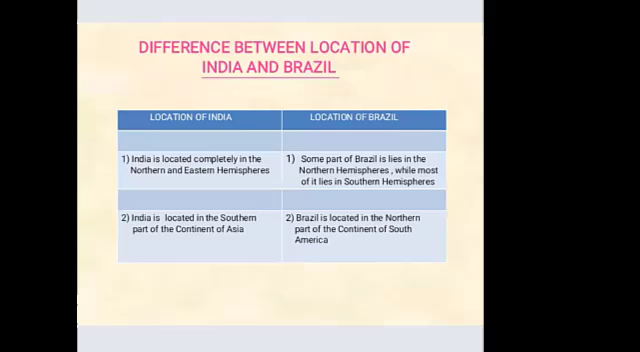 DIFFERENCE BETWEEN LOCATION OF
INDIA AND BRAZIL
LOCATION OF INDIA
LOCATION OF BRAZIL
1) India is located completely in the
Northern and Eastern Hemispheres
1) Some part of Brazil is lies in the
Northern Hemispheres , while most
of it lies in Southern Hemispheres
2) India is located in the Southern
part of the Continent of Asia
2) Brazil is located in the Northern
part of the Continent of South
America